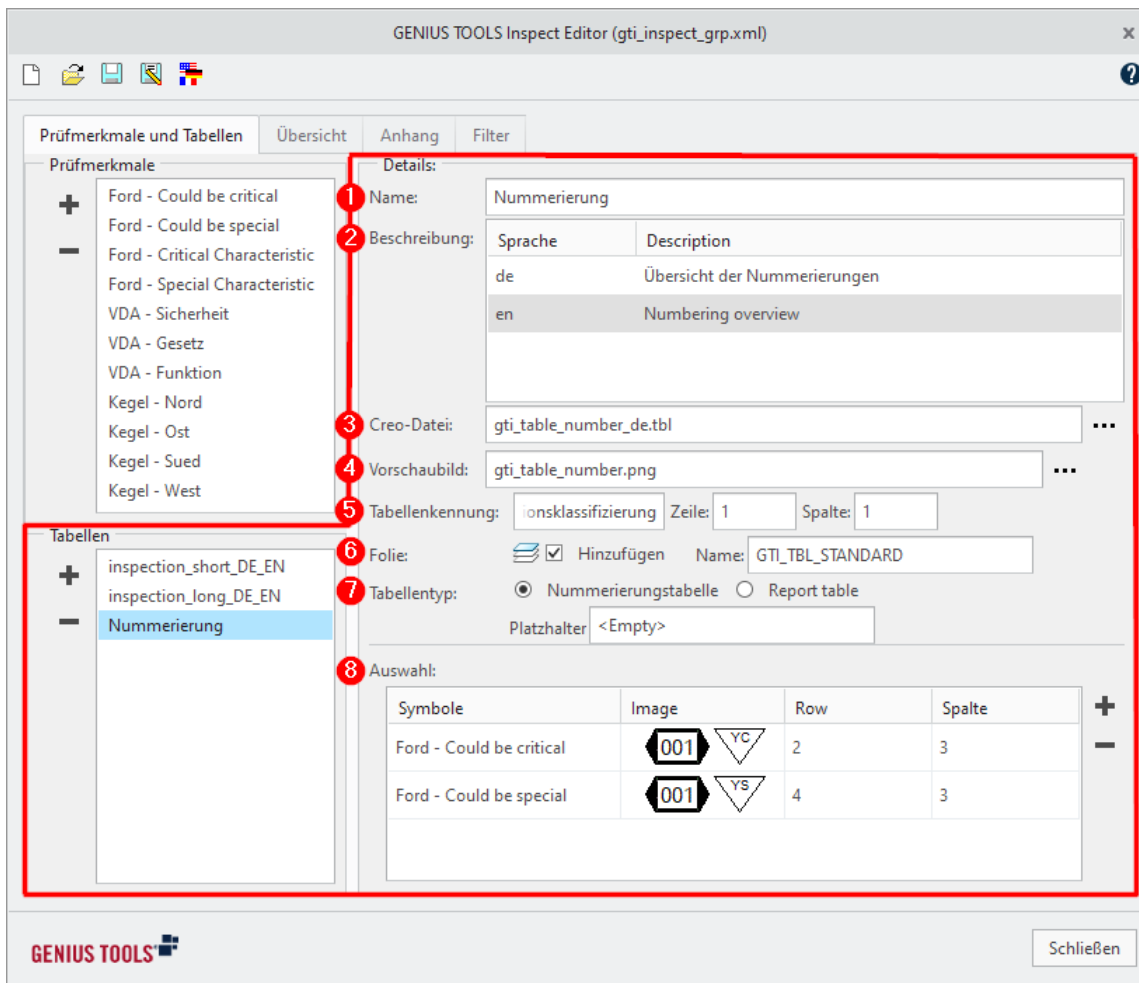 GENIUS TOOLS Inspect Editor (gti_inspect_grp.xml)
Prüfmerkmale und Tabellen Übersicht Anhang Filter
Prüfmerkmale
Ford - Could be critical
Ford - Could be special
Ford - Critical Characteristic
Ford - Special Characteristic
VDA - Sicherheit
VDA - Gesetz
VDA - Funktion
Kegel - Nord
Kegel - Ost
Kegel - Sued
Kegel - West
Tabellen
inspection_short_DE_EN
inspection_long_DE_EN
Nummerierung
Details:
1 Name: Nummerierung
2 Beschreibung: Sprache Description
de Übersicht der Nummerierungen
en Numbering overview
3 Creo-Datei: gti_table_number_de.tbl ...
4 Vorschaubild: gti_table_number.png ...
5 Tabellenkennung: ionsklassifizierung Zeile: 1 Spalte: 1
6 Folie: Hinzufügen Name: GTI_TBL_STANDARD
7 Tabellentyp: Nummerierungstabelle Report table
Platzhalter <Empty>
8 Auswahl:
Symbole Image Row Spalte
Ford - Could be critical 001 YC 2 3
Ford - Could be special 001 YS 4 3
GENIUS TOOLS
Schließen